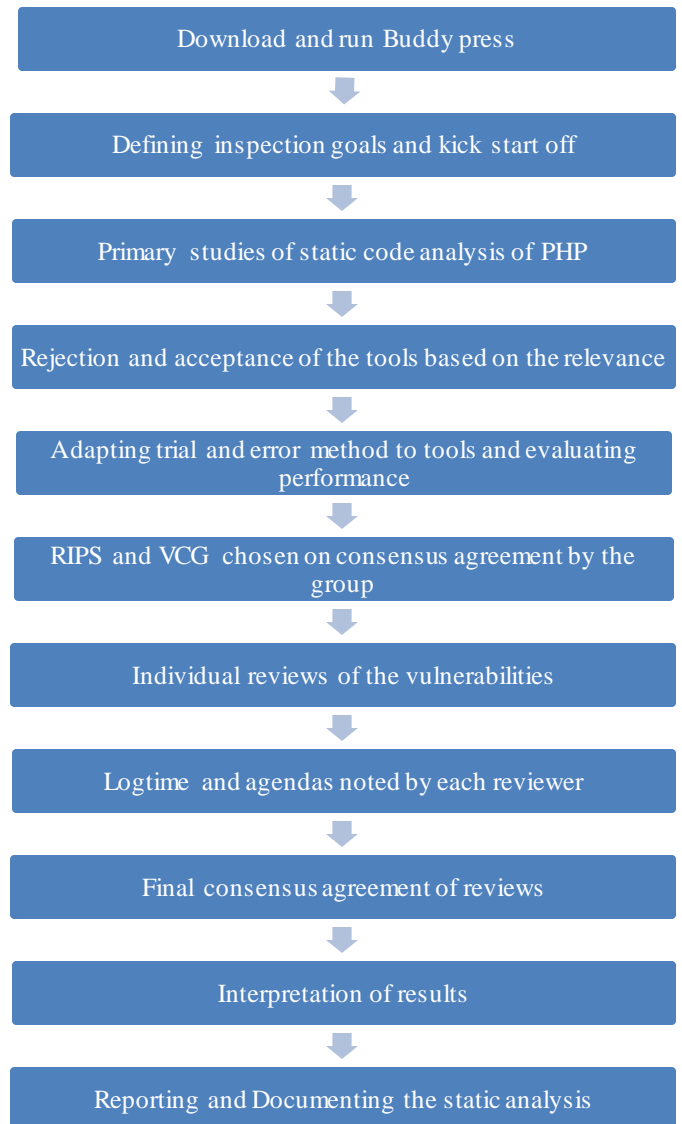 Download and run Buddy press
Defining inspection goals and kick start off
Primary studies of static code analysis of PHP
Rejection and acceptance of the tools based on the relevance
Adapting trial and error method to tools and evaluating
performance
RIPS and VCG chosen on consensus agreement by the
group
Individual reviews of the vulnerabilities
Logtime and agendas noted by each reviewer
Final consensus agreement of reviews
Interpretation of results
Reporting and Documenting the static analysis